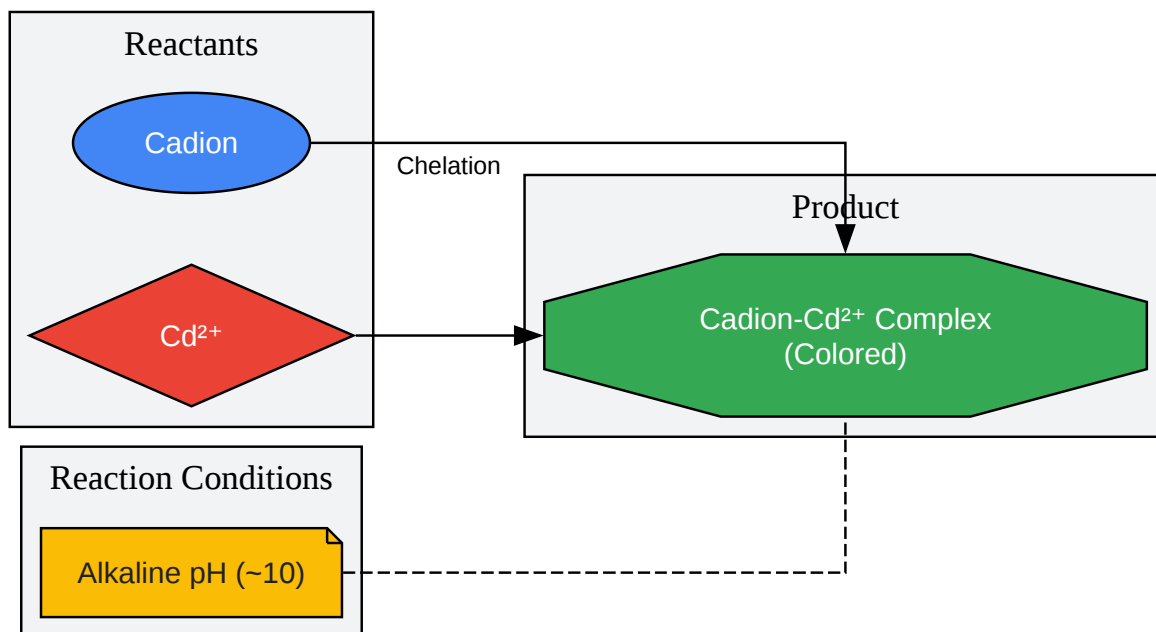 Reactants
Cadion
Chelation
Product
Cd²⁺
Cadion-Cd²⁺ Complex
(Colored)
Reaction Conditions
Alkaline pH (~10)